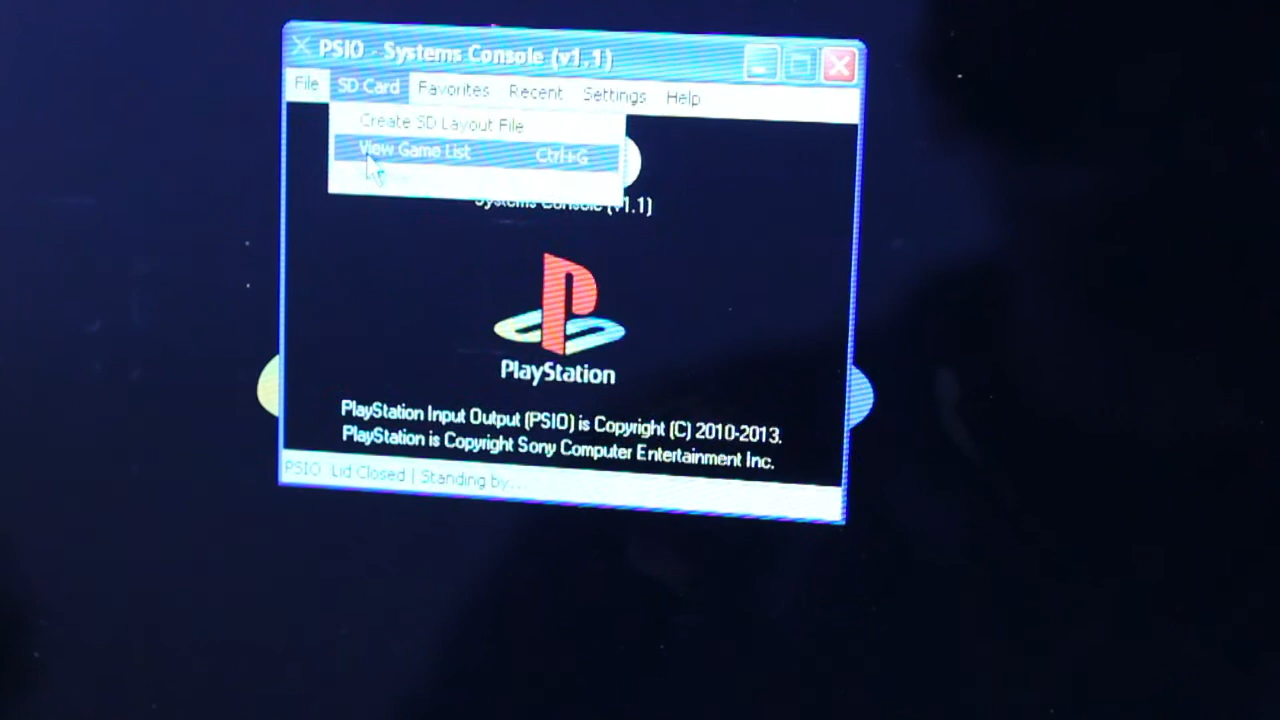 PSIO - Systems Console (v1.1)
File SD Card Favorites Recent Settings Help
Create SD Layout File
View Game List Ctrl+G
Systems Console (v1.1)
PlayStation
PlayStation Input Output (PSIO) is Copyright (C) 2010-2013.
PlayStation is Copyright Sony Computer Entertainment Inc.
PSIO Lid Closed | Standing by...